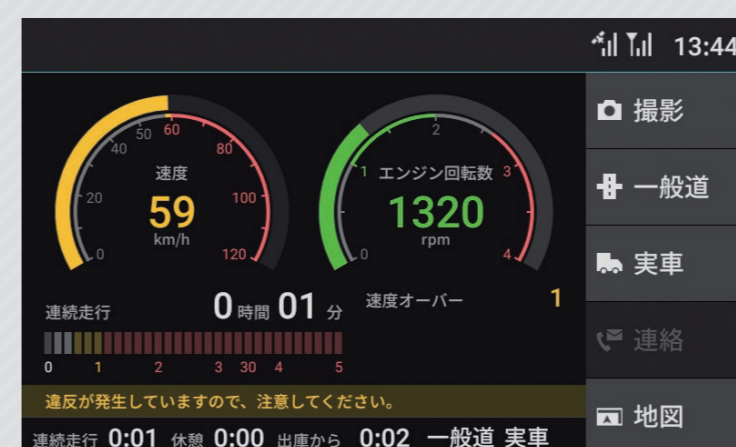 13:44
撮影
一般道
実車
連絡
地図
0 20 40 50 60 80 100 120
速度
59
km/h
0 1 2 3 4
エンジン回転数
1320
rpm
連続走行 0 時間 01 分
速度オーバー 1
0 1 2 3 30 4 5
違反が発生していますので、注意してください。
連続走行 0:01 休憩 0:00 出庫から 0:02 一般道 実車